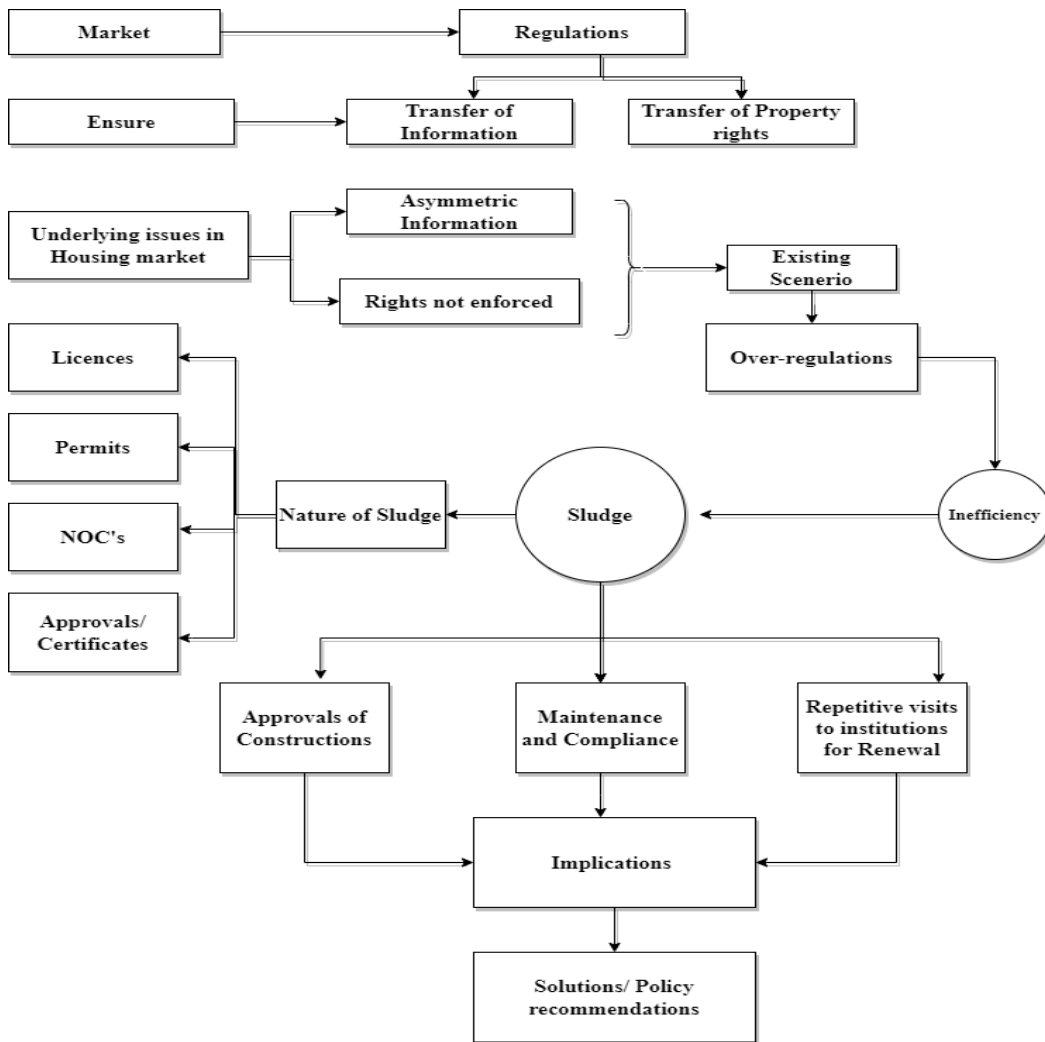 Market
Regulations
Ensure
Transfer of
Information
Transfer of Property
rights
Underlying issues in
Housing market
Asymmetric
Information
Rights not enforced
Existing
Scenerio
Over-regulations
Licences
Permits
NOC's
Approvals/
Certificates
Nature of Sludge
Sludge
Inefficiency
Approvals of
Constructions
Maintenance
and Compliance
Repetitive visits
to institutions
for Renewal
Implications
Solutions/ Policy
recommendations